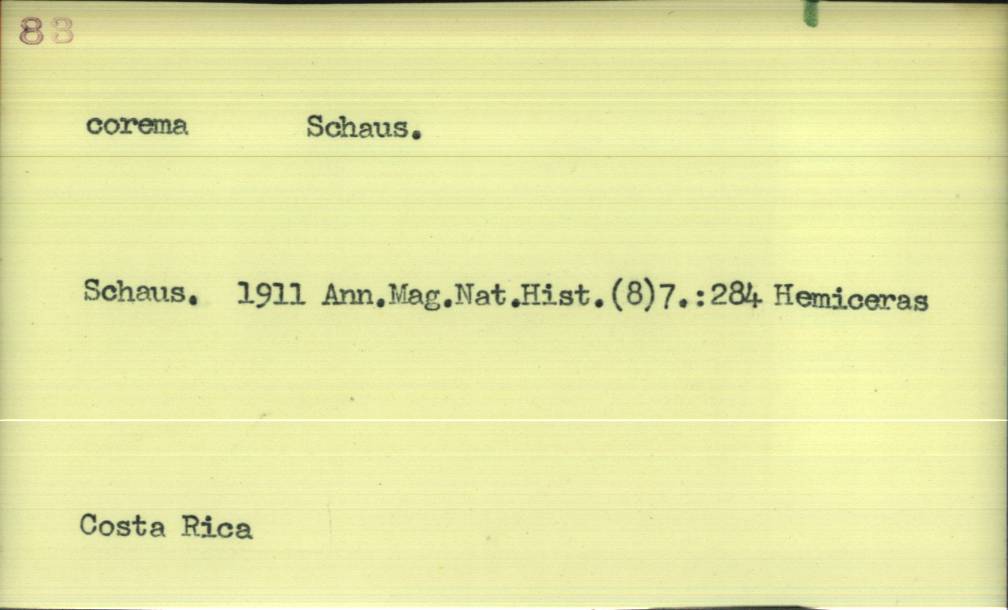 83
corema Schaus.
Schaus. 1911 Ann.Mag.Nat.Hist.(8)7.:284 Hemiceras
Costa Rica